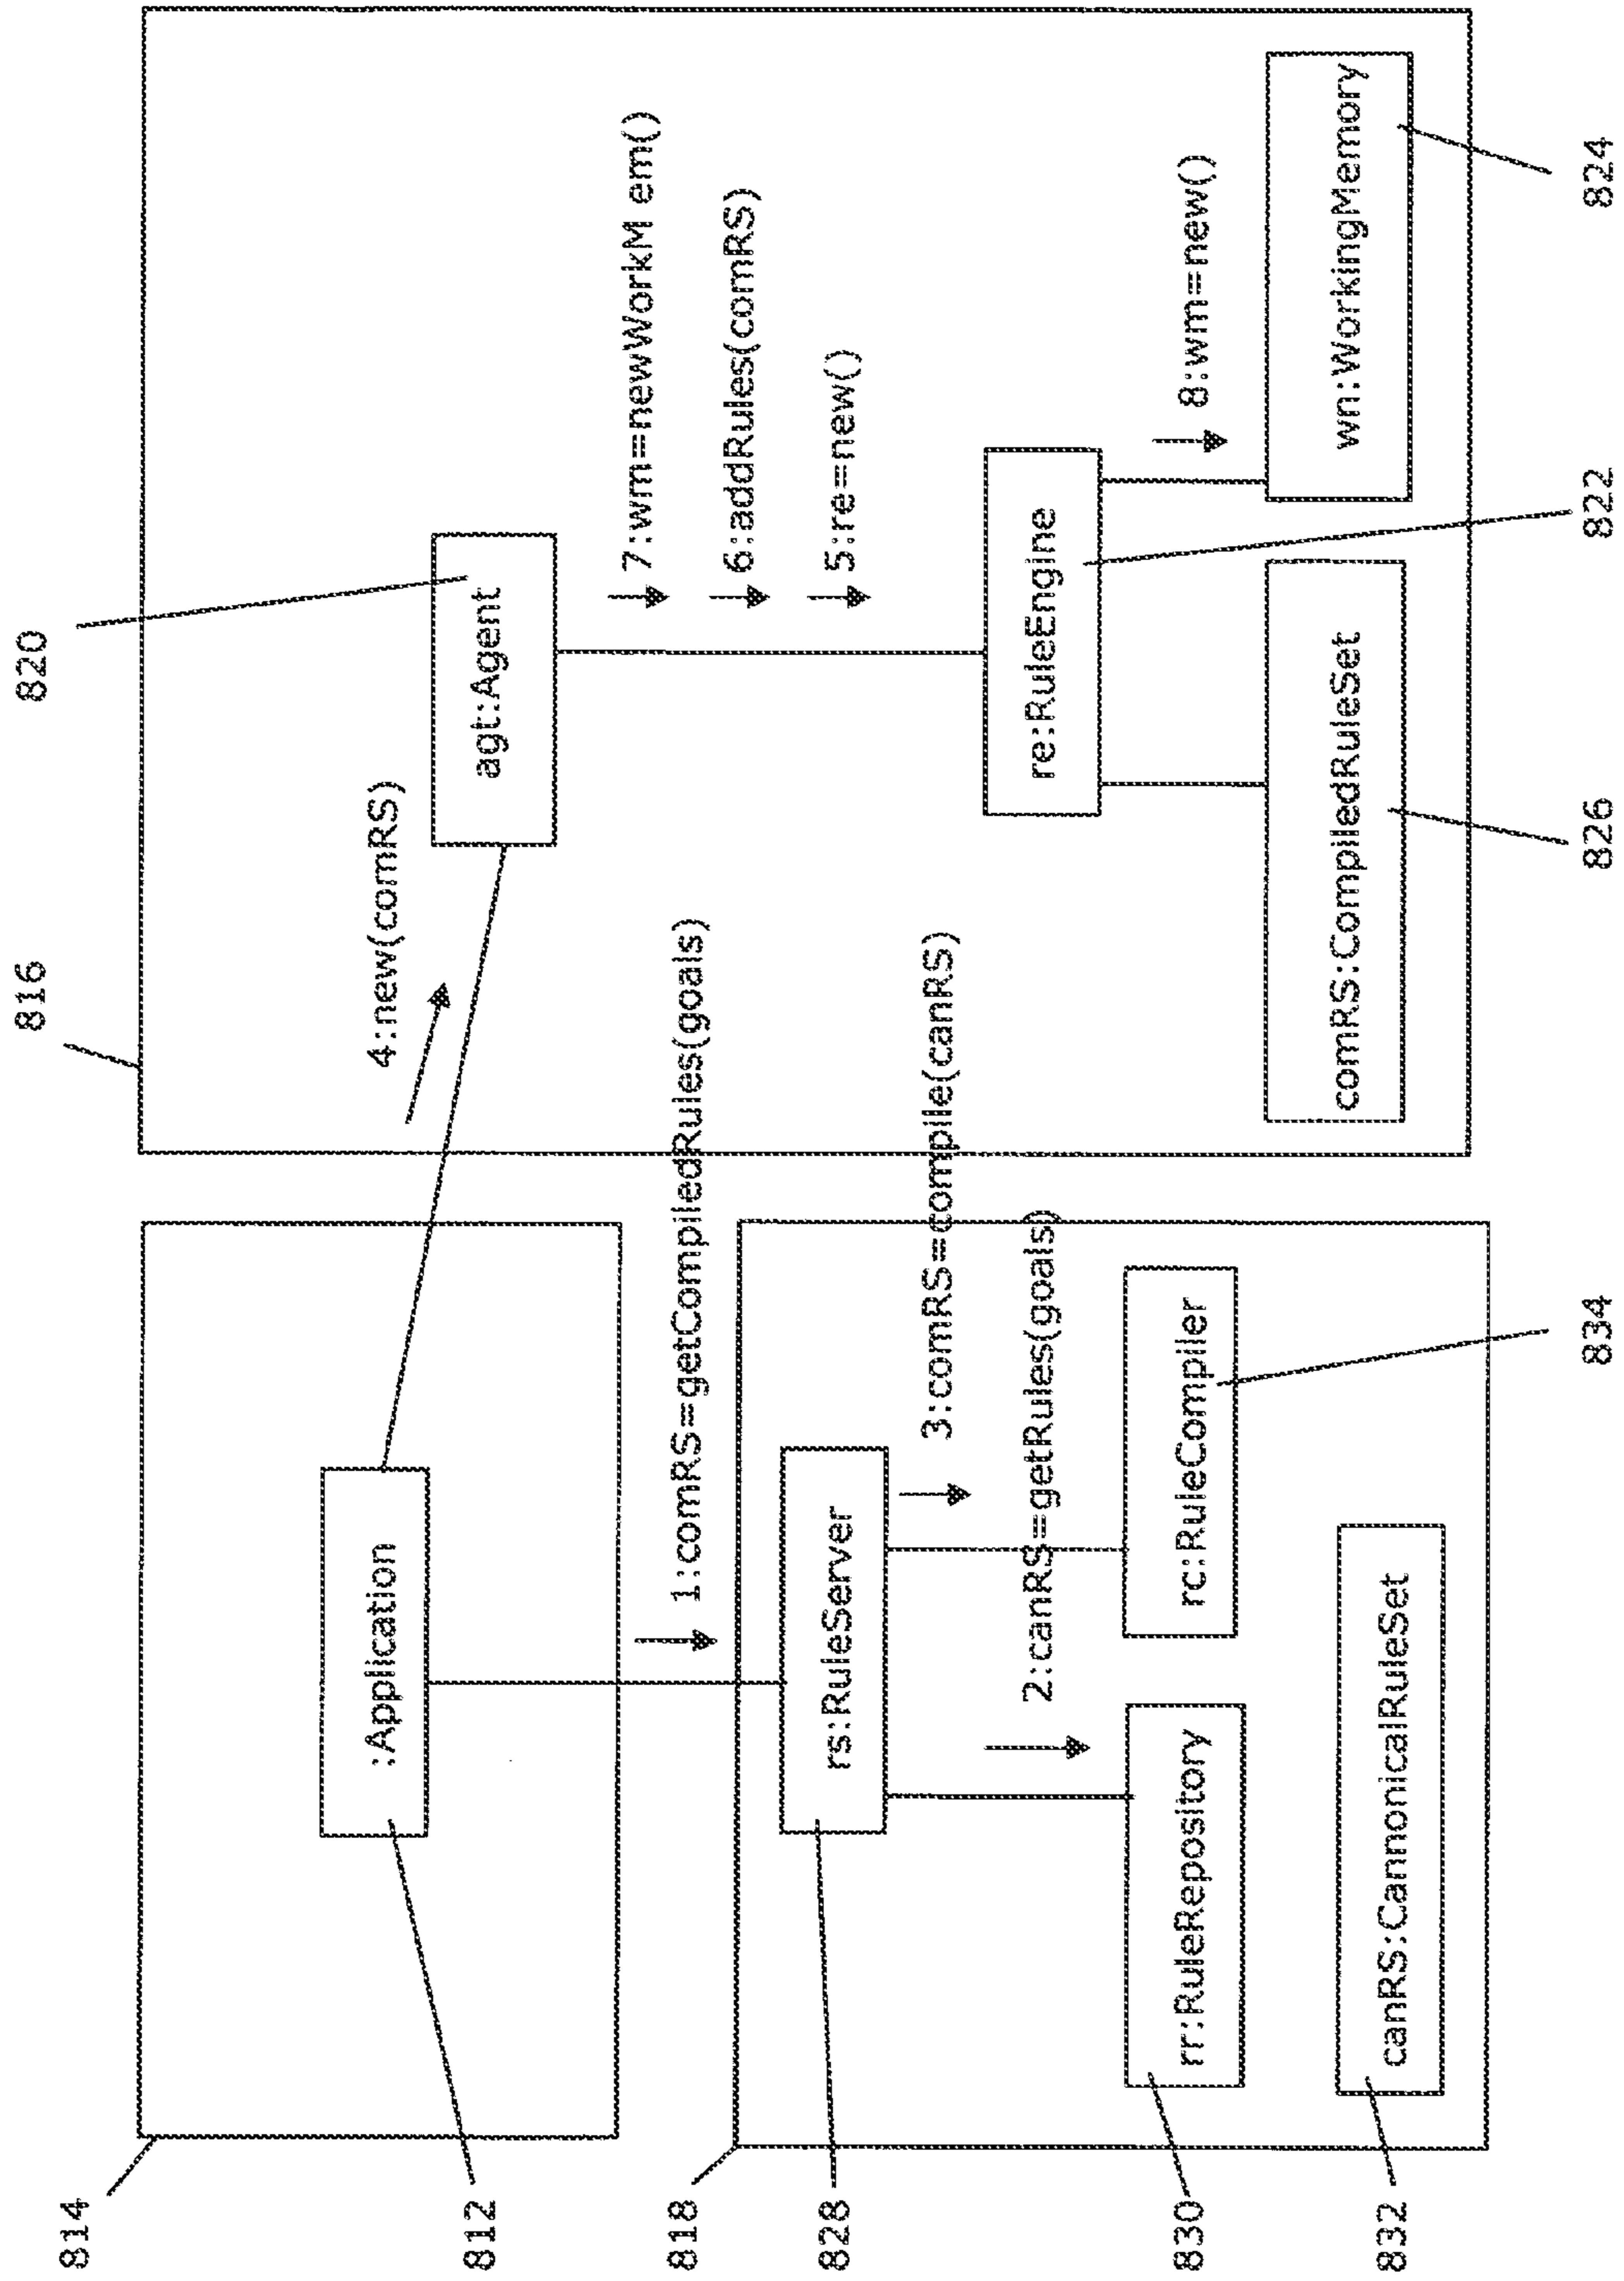 814
816
820
812
:Application
4:new(comRS)
agt:Agent
818
1:comRS=getCompiledRules(goals)
7:wm=newWorkM em()
6:addRules(comRS)
5:re=new()
828
rs:RuleServer
3:comRS=compile(canRS)
2:canRS=getRules(goals)
re:RuleEngine
8:wm=new()
830
rr:RuleRepository
rc:RuleCompiler
comRS:CompiledRuleSet
wn:WorkingMemory
832
canRS:CannonicalRuleSet
834
826
822
824